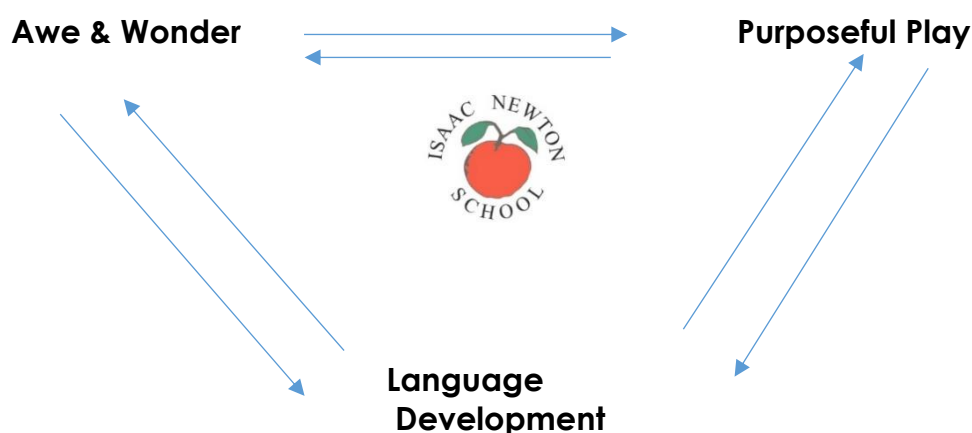 Awe & Wonder
Purposeful Play
ISAAC NEWTON
SCHOOL
Language
Development